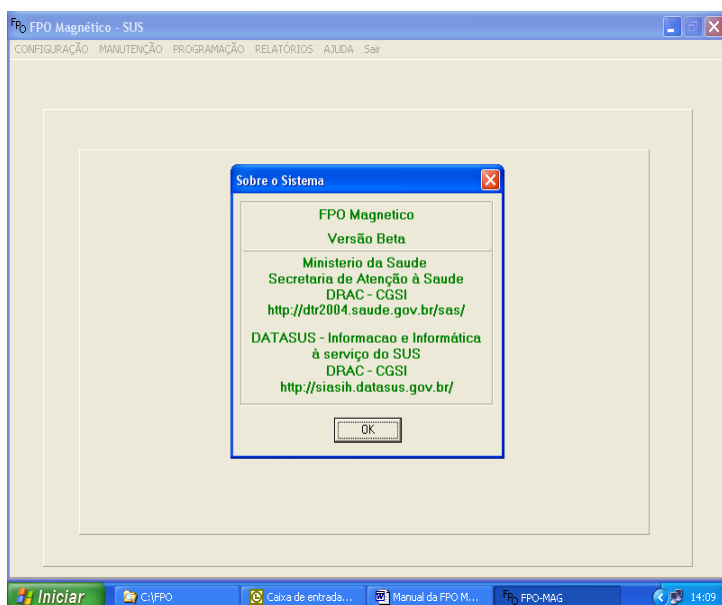 FPO FPO Magnético - SUS
CONFIGURAÇÃO MANUTENÇÃO PROGRAMAÇÃO RELATÓRIOS AJUDA Sair
Sobre o Sistema
FPO Magnetico
Versão Beta
Ministerio da Saude
Secretaria de Atenção à Saude
DRAC - CGSI
http://dtr2004.saude.gov.br/sas/
DATASUS - Informacao e Informática
à serviço do SUS
DRAC - CGSI
http://siasih.datasus.gov.br/
OK
Iniciar C:\FPO Caixa de entrada... Manual da FPO M... FPO FPO-MAG 14:09